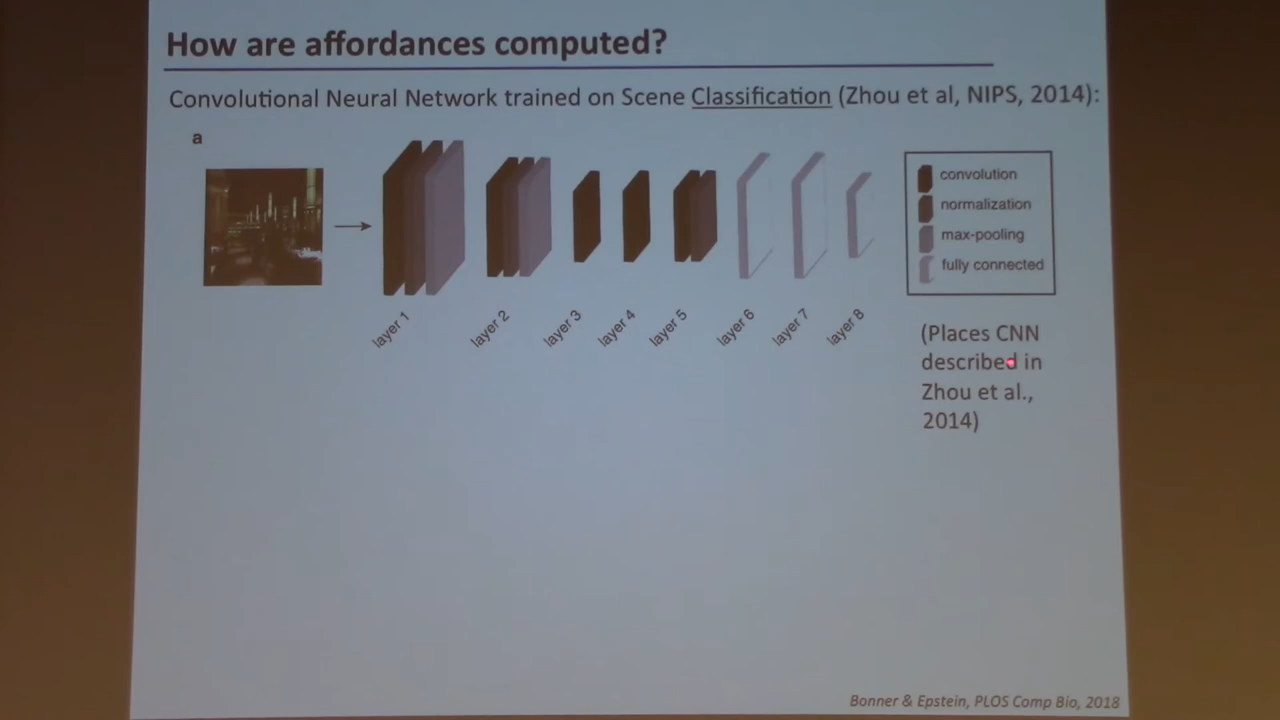 How are affordances computed?
Convolutional Neural Network trained on Scene Classification (Zhou et al, NIPS, 2014):
a
layer 1
layer 2
layer 3
layer 4
layer 5
layer 6
layer 7
layer 8
convolution
normalization
max-pooling
fully connected
(Places CNN
described in
Zhou et al.,
2014)
Bonner & Epstein, PLOS Comp Bio, 2018